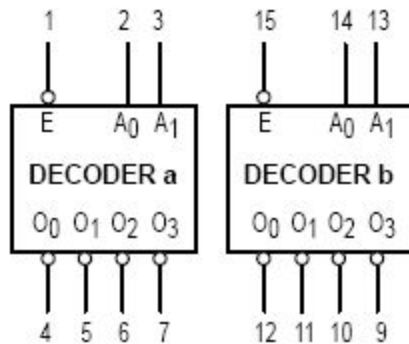 1 2 3 15 14 13
E A0 A1 E A0 A1
DECODER a DECODER b
O0 O1 O2 O3 O0 O1 O2 O3
4 5 6 7 12 11 10 9